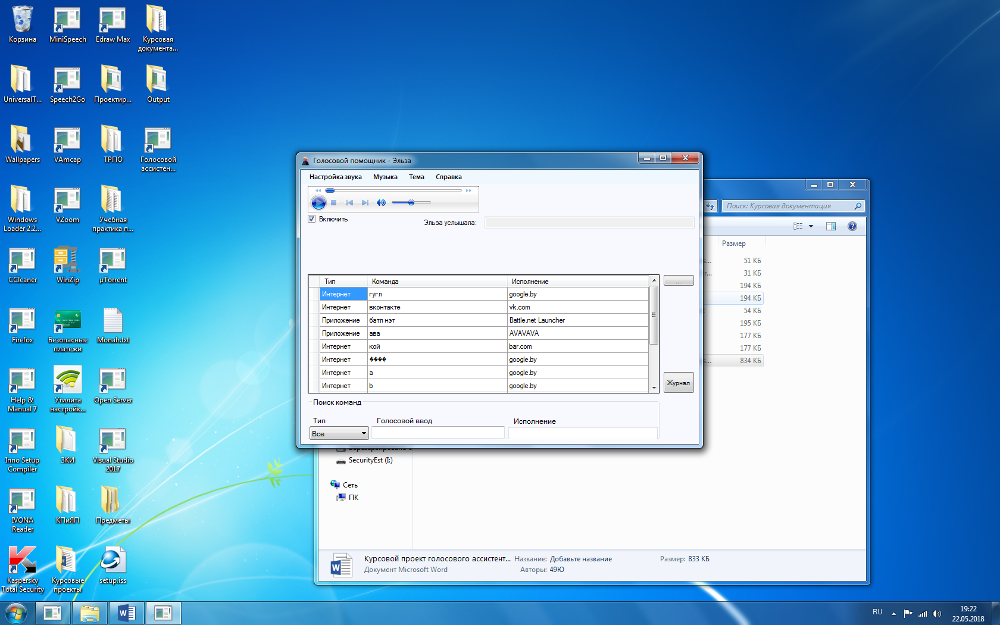 Корзина
MiniSpeech
Edraw Max
Курсовая
документа...
UniversalT...
Speech2Go
Проектир...
Output
Wallpapers
VAmcap
ТРПО
Голосовой
ассистен...
Windows
Loader 2.2...
VZoom
Учебная
практика п...
CCleaner
WinZip
µTorrent
Firefox
Безопасные
платежи
Monah.txt
Help &
Manual 7
Утилита
настройк...
Open Server
Inno Setup
Compiler
ЗКИ
Visual Studio
2017
IVONA
Reader
КПиЯП
Предметы
Kaspersky
Total Security
Курсовые
проекты
setup.iss
Голосовой помощник - Эльза
Настройка звука Музыка Тема Справка
Включить
Эльза услышала:
Тип Команда Исполнение
...
Интернет гугл google.by
Интернет вконтакте vk.com
Приложение батл нэт Battle.net Launcher
Приложение ава AVAVAVA
Интернет кой bar.com
Интернет ���� google.by
Интернет a google.by
Интернет b google.by
Журнал
Поиск команд
Тип Голосовой ввод Исполнение
Все
Поиск: Курсовая документация
Размер
s... 51 КБ
r... 31 КБ
194 КБ
194 КБ
54 КБ
195 КБ
177 КБ
177 КБ
s... 834 КБ
SecurityEst (I:)
Сеть
ПК
Курсовой проект голосового ассистент... Название: Добавьте название Размер: 833 КБ
Документ Microsoft Word Авторы: 49Ю
RU
19:22
22.05.2018